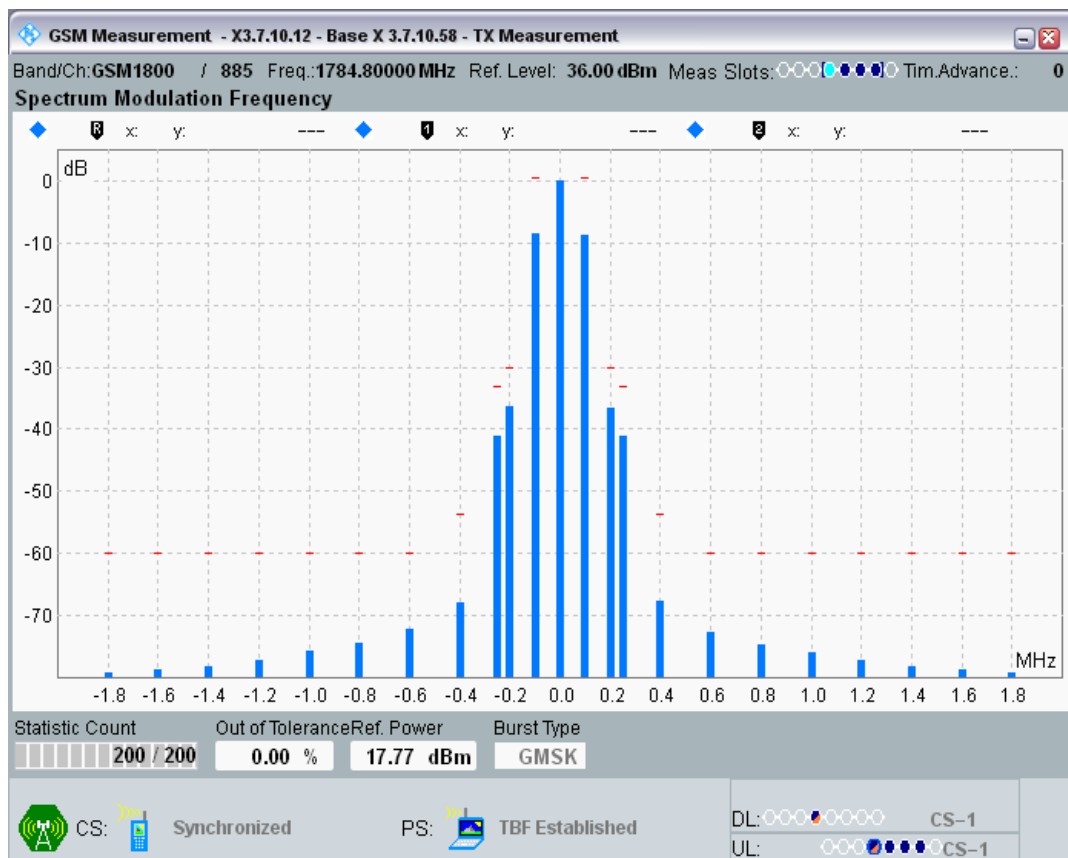 GSM Measurement - X3.7.10.12 - Base X 3.7.10.58 - TX Measurement
Band/Ch:GSM1800 / 885 Freq.:1784.80000 MHz Ref. Level: 36.00 dBm Meas Slots: Tim.Advance.: 0
Spectrum Modulation Frequency
R x: y: --- 1 x: y: --- 2 x: y: ---
dB
0
-10
-20
-30
-40
-50
-60
-70
MHz
-1.8 -1.6 -1.4 -1.2 -1.0 -0.8 -0.6 -0.4 -0.2 0.0 0.2 0.4 0.6 0.8 1.0 1.2 1.4 1.6 1.8
Statistic Count Out of Tolerance Ref. Power Burst Type
200 / 200 0.00 % 17.77 dBm GMSK
CS: Synchronized PS: TBF Established
DL: CS-1
UL: CS-1